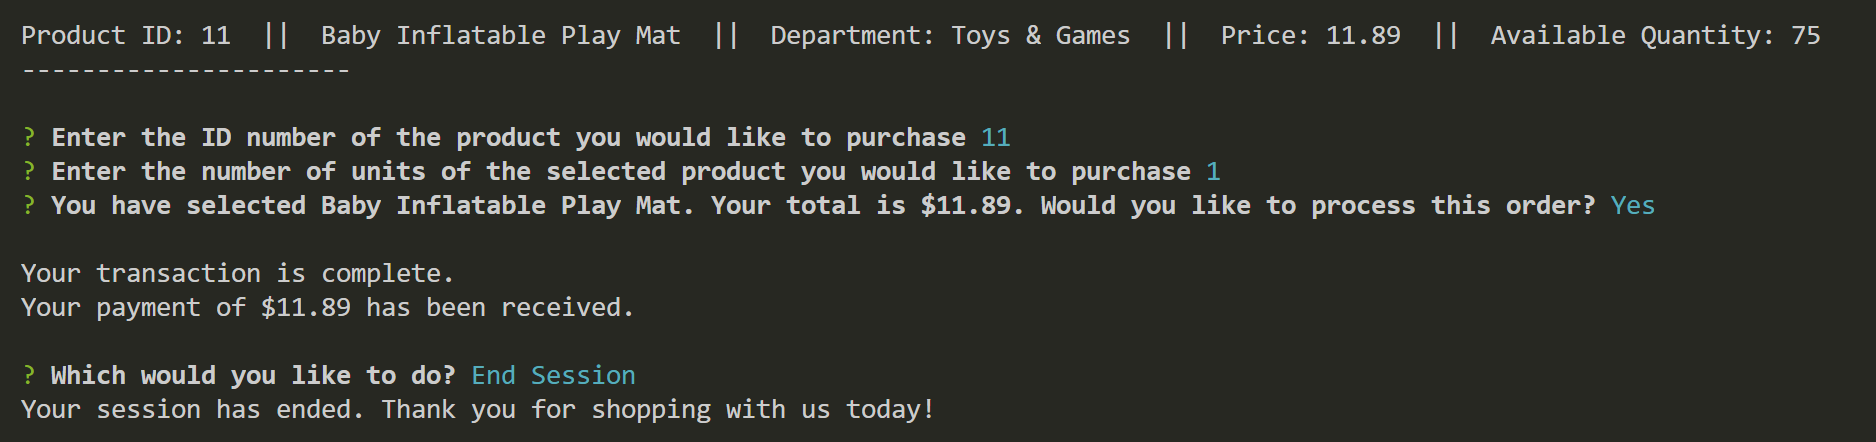 Product ID: 11  ||  Baby Inflatable Play Mat  ||  Department: Toys & Games  ||  Price: 11.89  ||  Available Quantity: 75
----------------------
? Enter the ID number of the product you would like to purchase 11
? Enter the number of units of the selected product you would like to purchase 1
? You have selected Baby Inflatable Play Mat. Your total is $11.89. Would you like to process this order? Yes
Your transaction is complete.
Your payment of $11.89 has been received.
? Which would you like to do? End Session
Your session has ended. Thank you for shopping with us today!